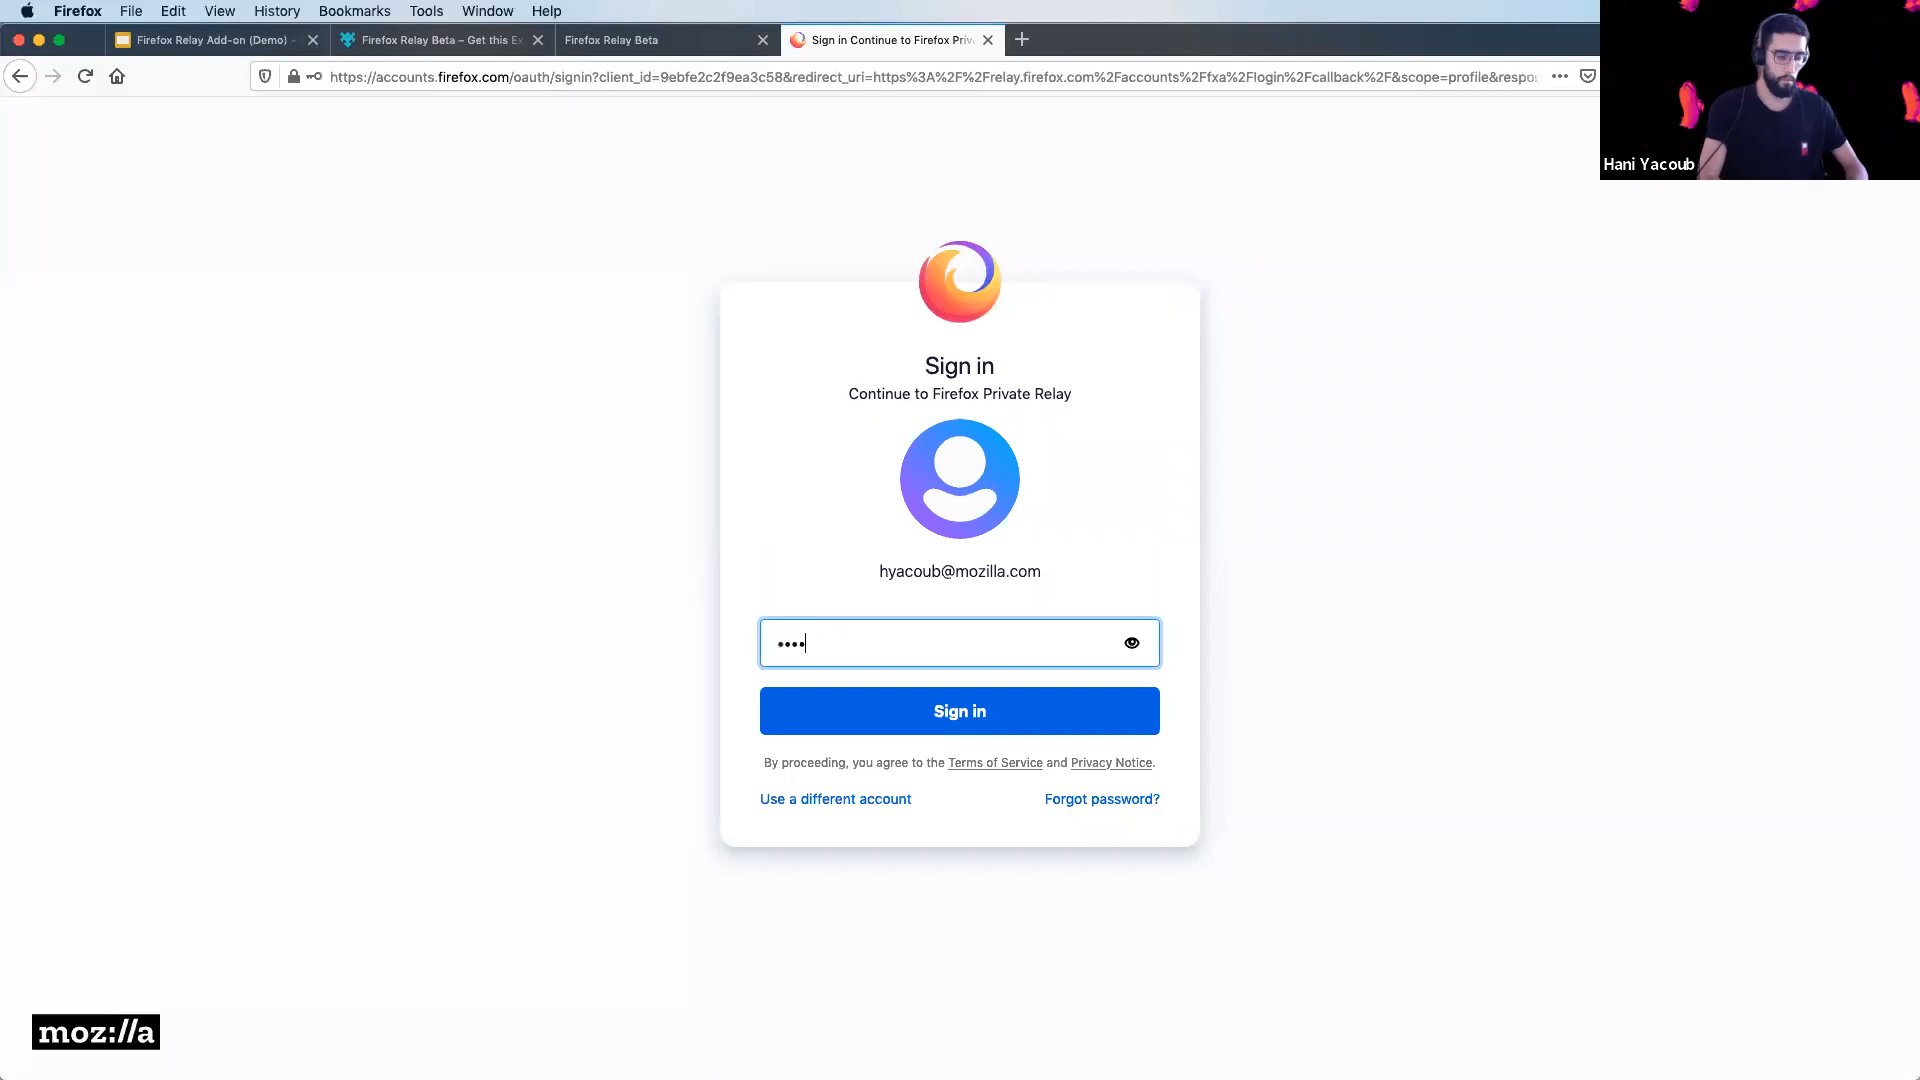 Firefox File Edit View History Bookmarks Tools Window Help
Firefox Relay Add-on (Demo) - Firefox Relay Beta – Get this Ex Firefox Relay Beta Sign in Continue to Firefox Priv
https://accounts.firefox.com/oauth/signin?client_id=9ebfe2c2f9ea3c58&redirect_uri=https%3A%2F%2Frelay.firefox.com%2Faccounts%2Ffxa%2Flogin%2Fcallback%2F&scope=profile&respo
Hani Yacoub
Sign in
Continue to Firefox Private Relay
hyacoub@mozilla.com
••••
Sign in
By proceeding, you agree to the Terms of Service and Privacy Notice.
Use a different account Forgot password?
moz://a